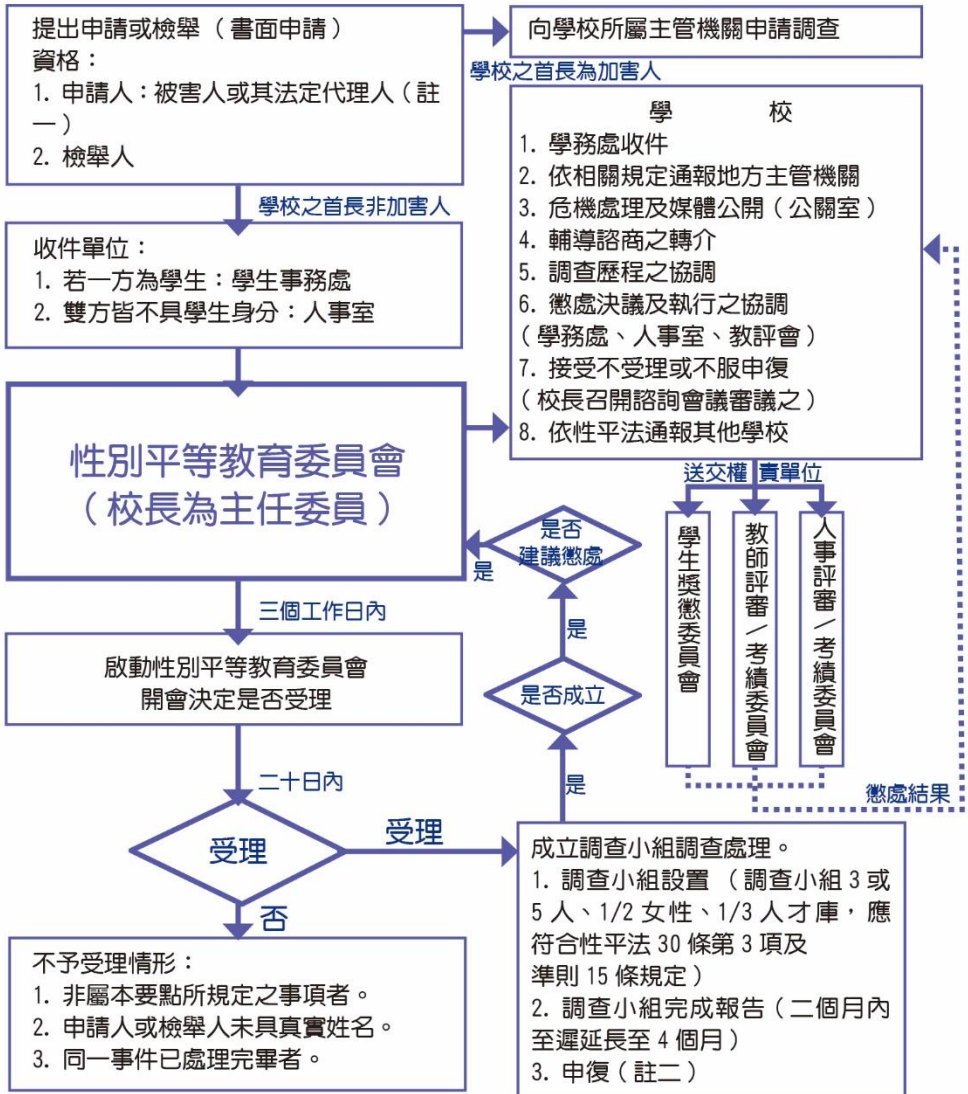 提出申請或檢舉（書面申請）
資格：
1. 申請人：被害人或其法定代理人（註
一）
2. 檢舉人
向學校所屬主管機關申請調查
學校之首長為加害人
學校之首長非加害人
收件單位：
1. 若一方為學生：學生事務處
2. 雙方皆不具學生身分：人事室
學　校
1. 學務處收件
2. 依相關規定通報地方主管機關
3. 危機處理及媒體公開（公關室）
4. 輔導諮商之轉介
5. 調查歷程之協調
6. 懲處決議及執行之協調
（學務處、人事室、教評會）
7. 接受不受理或不服申復
（校長召開諮詢會議審議之）
8. 依性平法通報其他學校
性別平等教育委員會
（校長為主任委員）
送交權責單位
學生獎懲委員會
教師評審／考績委員會
人事評審／考績委員會
懲處結果
是否
建議懲處
是
是
是否成立
是
三個工作日內
啟動性別平等教育委員會
開會決定是否受理
二十日內
受理
受理
否
不予受理情形：
1. 非屬本要點所規定之事項者。
2. 申請人或檢舉人未具真實姓名。
3. 同一事件已處理完畢者。
成立調查小組調查處理。
1. 調查小組設置（調查小組 3 或
5 人、1/2 女性、1/3 人才庫，應
符合性平法 30 條第 3 項及
準則 15 條規定）
2. 調查小組完成報告（二個月內
至遲延長至 4 個月）
3. 申復（註二）